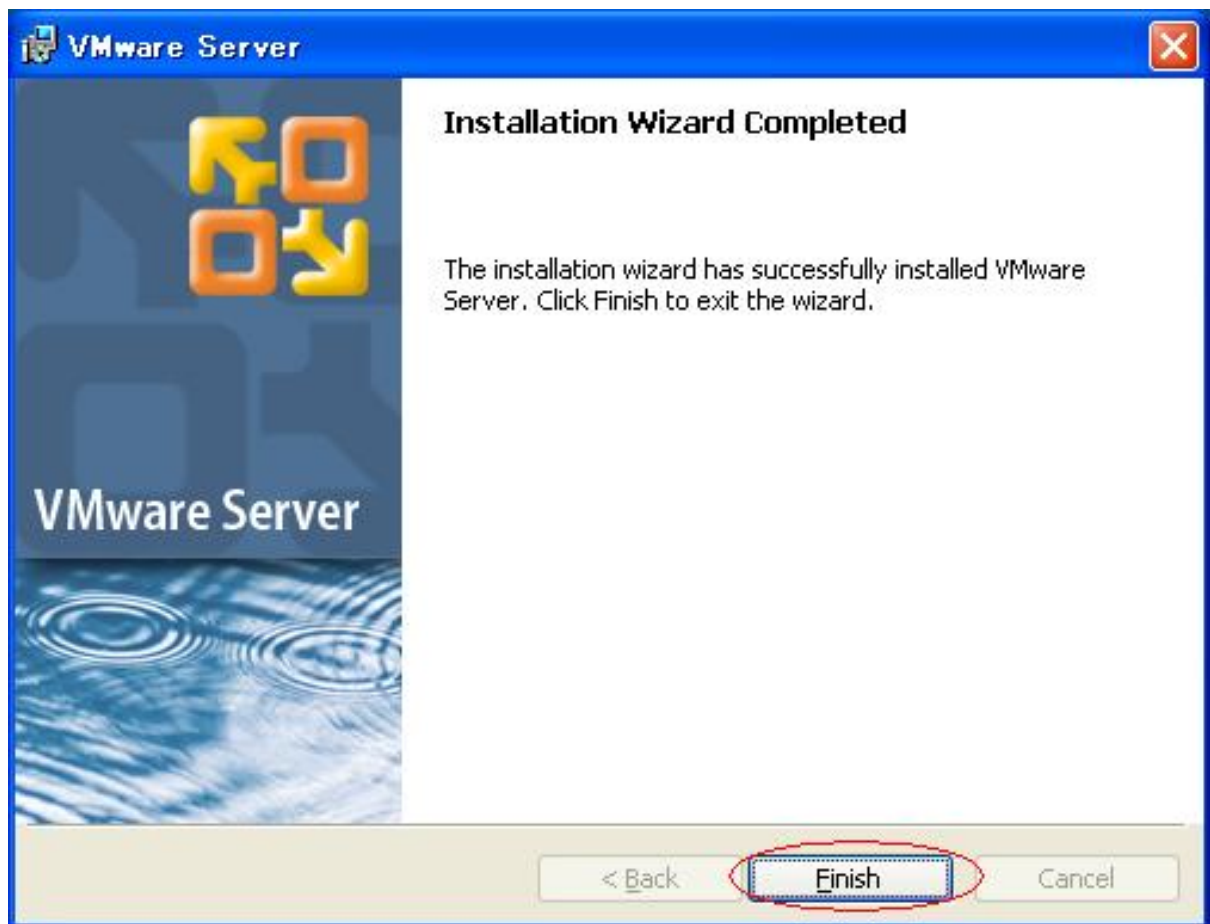 VMware Server
Installation Wizard Completed
The installation wizard has successfully installed VMware
Server. Click Finish to exit the wizard.
VMware Server
< Back
Finish
Cancel